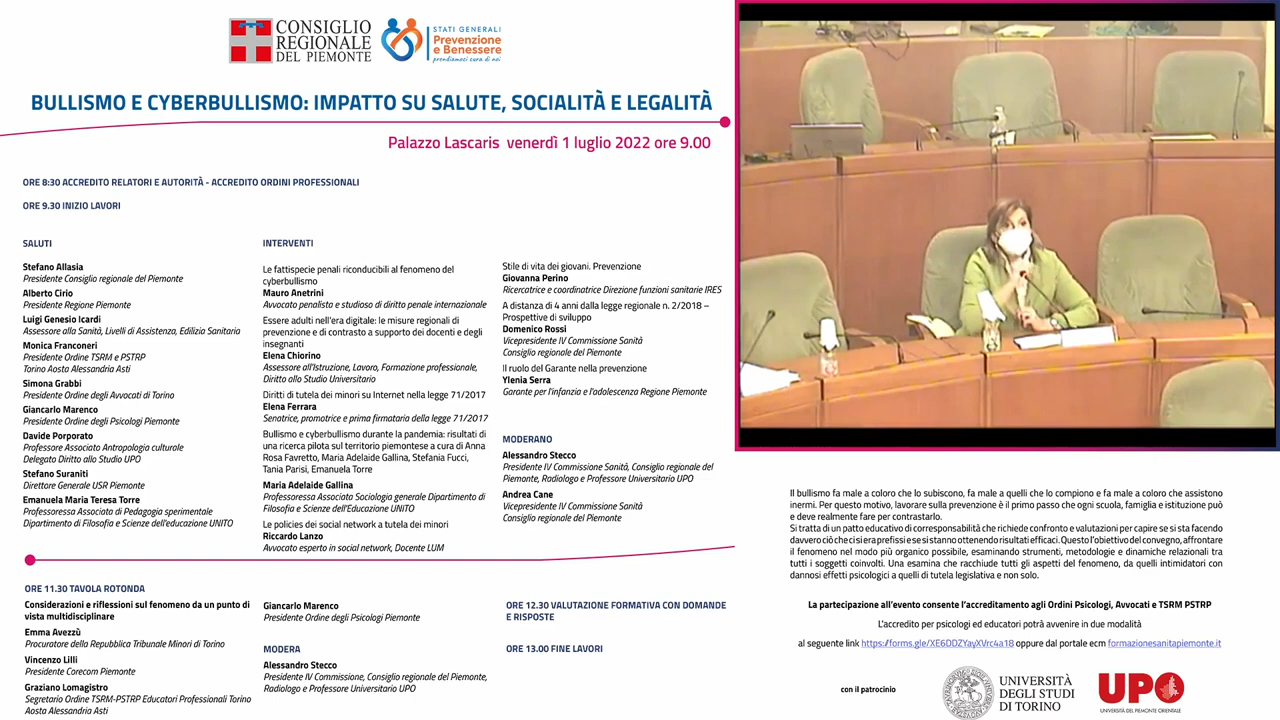 CONSIGLIO
REGIONALE
DEL PIEMONTE
STATI GENERALI
Prevenzione
e Benessere
prendiamoci cura di noi
BULLISMO E CYBERBULLISMO: IMPATTO SU SALUTE, SOCIALITÀ E LEGALITÀ
Palazzo Lascaris venerdì 1 luglio 2022 ore 9.00
ORE 8:30 ACCREDITO RELATORI E AUTORITÀ - ACCREDITO ORDINI PROFESSIONALI
ORE 9.30 INIZIO LAVORI
SALUTI
Stefano Allasia
Presidente Consiglio regionale del Piemonte
Alberto Cirio
Presidente Regione Piemonte
Luigi Genesio Icardi
Assessore alla Sanità, Livelli di Assistenza, Edilizia Sanitaria
Monica Franconeri
Presidente Ordine TSRM e PSTRP
Torino Aosta Alessandria Asti
Simona Grabbi
Presidente Ordine degli Avvocati di Torino
Giancarlo Marenco
Presidente Ordine degli Psicologi Piemonte
Davide Porporato
Professore Associato Antropologia culturale
Delegato Diritto allo Studio UPO
Stefano Suraniti
Direttore Generale USR Piemonte
Emanuela Maria Teresa Torre
Professoressa Associata di Pedagogia sperimentale
Dipartimento di Filosofia e Scienze dell'educazione UNITO
INTERVENTI
Le fattispecie penali riconducibili al fenomeno del
cyberbullismo
Mauro Anetrini
Avvocato penalista e studioso di diritto penale internazionale
Essere adulti nell'era digitale: le misure regionali di
prevenzione e di contrasto a supporto dei docenti e degli
insegnanti
Elena Chiorino
Assessore all'Istruzione, Lavoro, Formazione professionale,
Diritto allo Studio Universitario
Diritti di tutela dei minori su Internet nella legge 71/2017
Elena Ferrara
Senatrice, promotrice e prima firmataria della legge 71/2017
Bullismo e cyberbullismo durante la pandemia: risultati di
una ricerca pilota sul territorio piemontese a cura di Anna
Rosa Favretto, Maria Adelaide Gallina, Stefania Fucci,
Tania Parisi, Emanuela Torre
Maria Adelaide Gallina
Professoressa Associata Sociologia generale Dipartimento di
Filosofia e Scienze dell'Educazione UNITO
Le policies dei social network a tutela dei minori
Riccardo Lanzo
Avvocato esperto in social network, Docente LUM
Stile di vita dei giovani. Prevenzione
Giovanna Perino
Ricercatrice e coordinatrice Direzione funzioni sanitarie IRES
A distanza di 4 anni dalla legge regionale n. 2/2018 –
Prospettive di sviluppo
Domenico Rossi
Vicepresidente IV Commissione Sanità
Consiglio regionale del Piemonte
Il ruolo del Garante nella prevenzione
Ylenia Serra
Garante per l'infanzia e l'adolescenza Regione Piemonte
MODERANO
Alessandro Stecco
Presidente IV Commissione Sanità, Consiglio regionale del
Piemonte, Radiologo e Professore Universitario UPO
Andrea Cane
Vicepresidente IV Commissione Sanità
Consiglio regionale del Piemonte
ORE 11.30 TAVOLA ROTONDA
Considerazioni e riflessioni sul fenomeno da un punto di
vista multidisciplinare
Emma Avezzù
Procuratore della Repubblica Tribunale Minori di Torino
Vincenzo Lilli
Presidente Corecom Piemonte
Graziano Lomagistro
Segretario Ordine TSRM-PSTRP Educatori Professionali Torino
Aosta Alessandria Asti
Giancarlo Marenco
Presidente Ordine degli Psicologi Piemonte
MODERA
Alessandro Stecco
Presidente IV Commissione, Consiglio regionale del Piemonte,
Radiologo e Professore Universitario UPO
ORE 12.30 VALUTAZIONE FORMATIVA CON DOMANDE
E RISPOSTE
ORE 13.00 FINE LAVORI
Il bullismo fa male a coloro che lo subiscono, fa male a quelli che lo compiono e fa male a coloro che assistono
inermi. Per questo motivo, lavorare sulla prevenzione è il primo passo che ogni scuola, famiglia e istituzione può
e deve realmente fare per contrastarlo.
Si tratta di un patto educativo di corresponsabilità che richiede confronto e valutazioni per capire se si sta facendo
davvero ciò che ci si era prefissi e se si stanno ottenendo risultati efficaci. Questo l'obiettivo del convegno, affrontare
il fenomeno nel modo più organico possibile, esaminando strumenti, metodologie e dinamiche relazionali tra
tutti i soggetti coinvolti. Una esamina che racchiude tutti gli aspetti del fenomeno, da quelli intimidatori con
dannosi effetti psicologici a quelli di tutela legislativa e non solo.
La partecipazione all'evento consente l'accreditamento agli Ordini Psicologi, Avvocati e TSRM PSTRP
L'accredito per psicologi ed educatori potrà avvenire in due modalità
al seguente link https://forms.gle/XE6DDZYayXVrc4a18 oppure dal portale ecm formazionesanitapiemonte.it
con il patrocinio
UNIVERSITÀ
DEGLI STUDI
DI TORINO
UPO
UNIVERSITÀ DEL PIEMONTE ORIENTALE